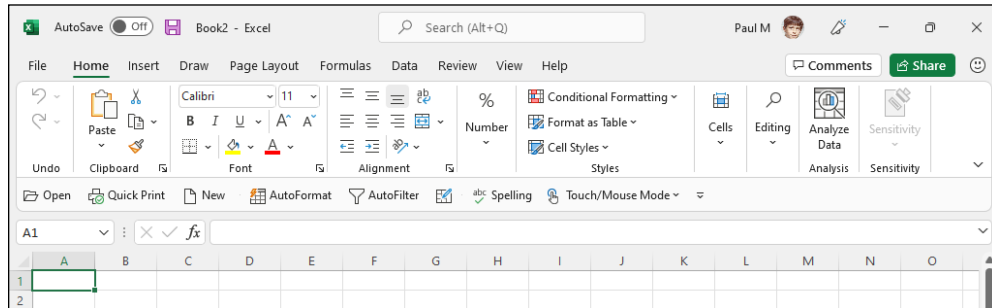 AutoSave Off Book2 - Excel Search (Alt+Q) Paul M
File Home Insert Draw Page Layout Formulas Data Review View Help Comments Share
Calibri 11 % Conditional Formatting
Paste B I U A^ A˅ Number Format as Table Cells Editing Analyze Data Sensitivity
A Cell Styles
Undo Clipboard Font Alignment Styles Analysis Sensitivity
Open Quick Print New AutoFormat AutoFilter abc Spelling Touch/Mouse Mode
A1 fx
A B C D E F G H I J K L M N O
1
2